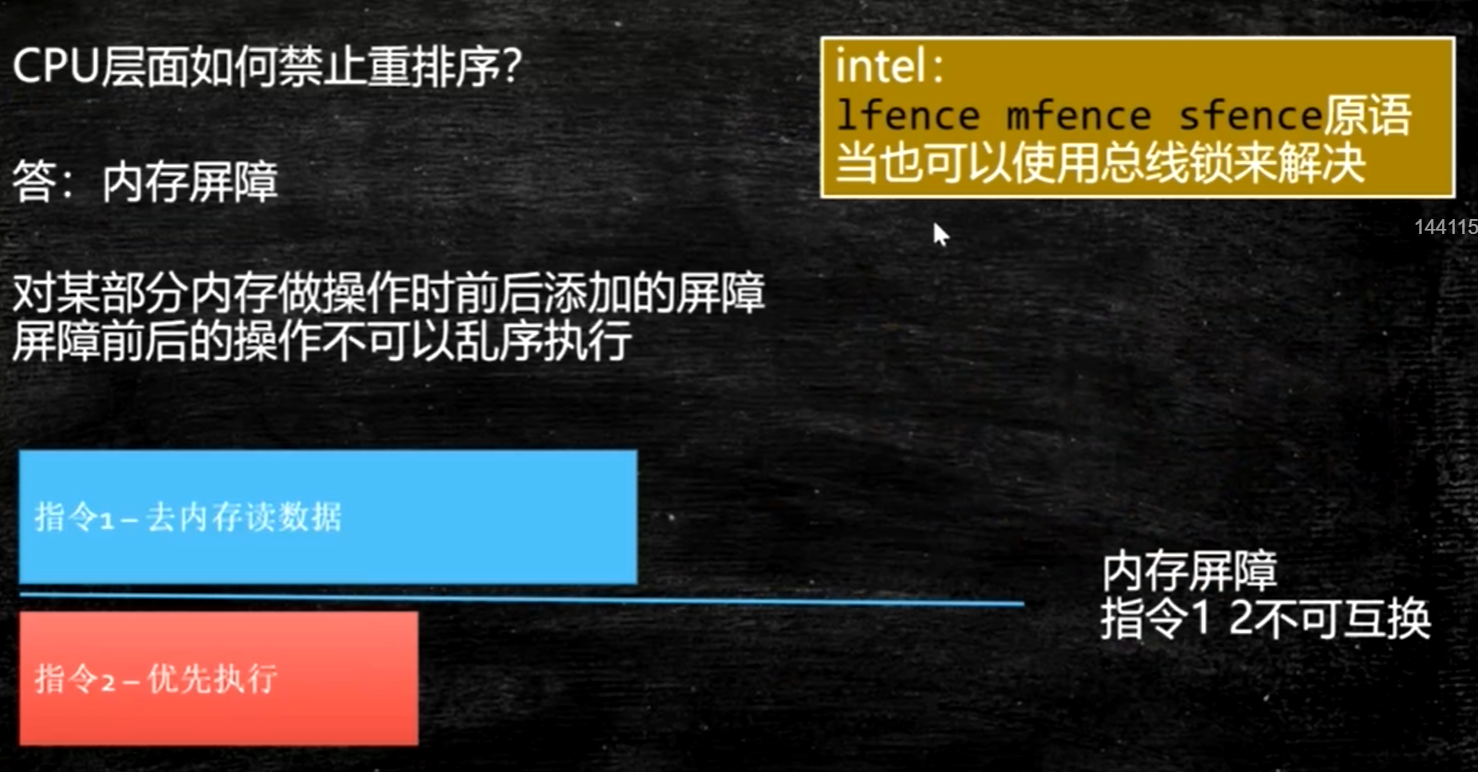 CPU层面如何禁止重排序？
答：内存屏障
对某部分内存做操作时前后添加的屏障
屏障前后的操作不可以乱序执行
intel：
lfence mfence sfence原语
当也可以使用总线锁来解决
144115
指令1 – 去内存读数据
指令2 – 优先执行
内存屏障
指令1 2不可互换